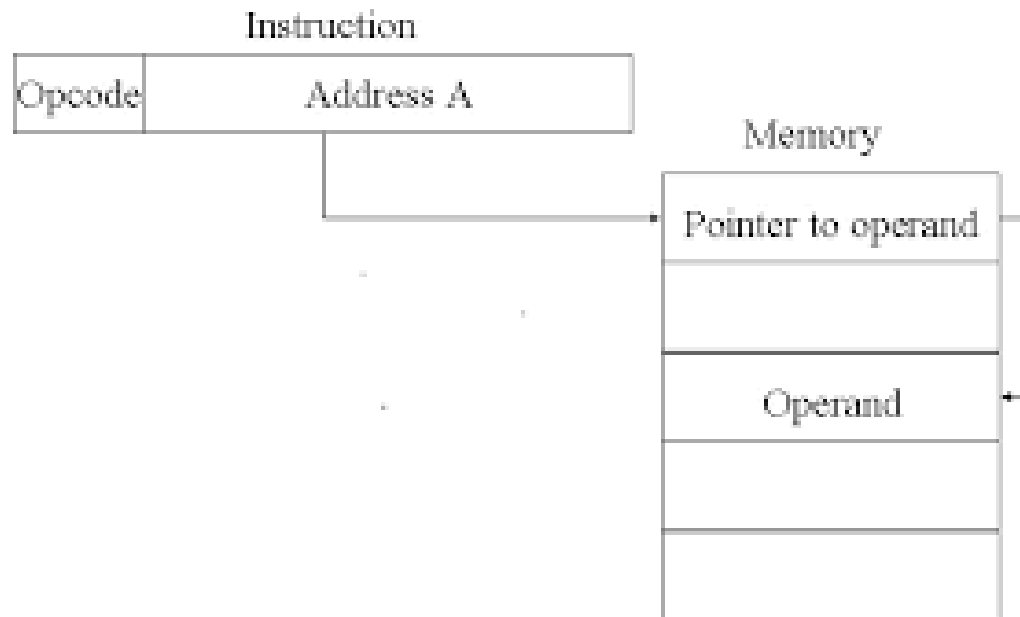 Instruction
Opcode
Address A
Memory
Pointer to operand
Operand